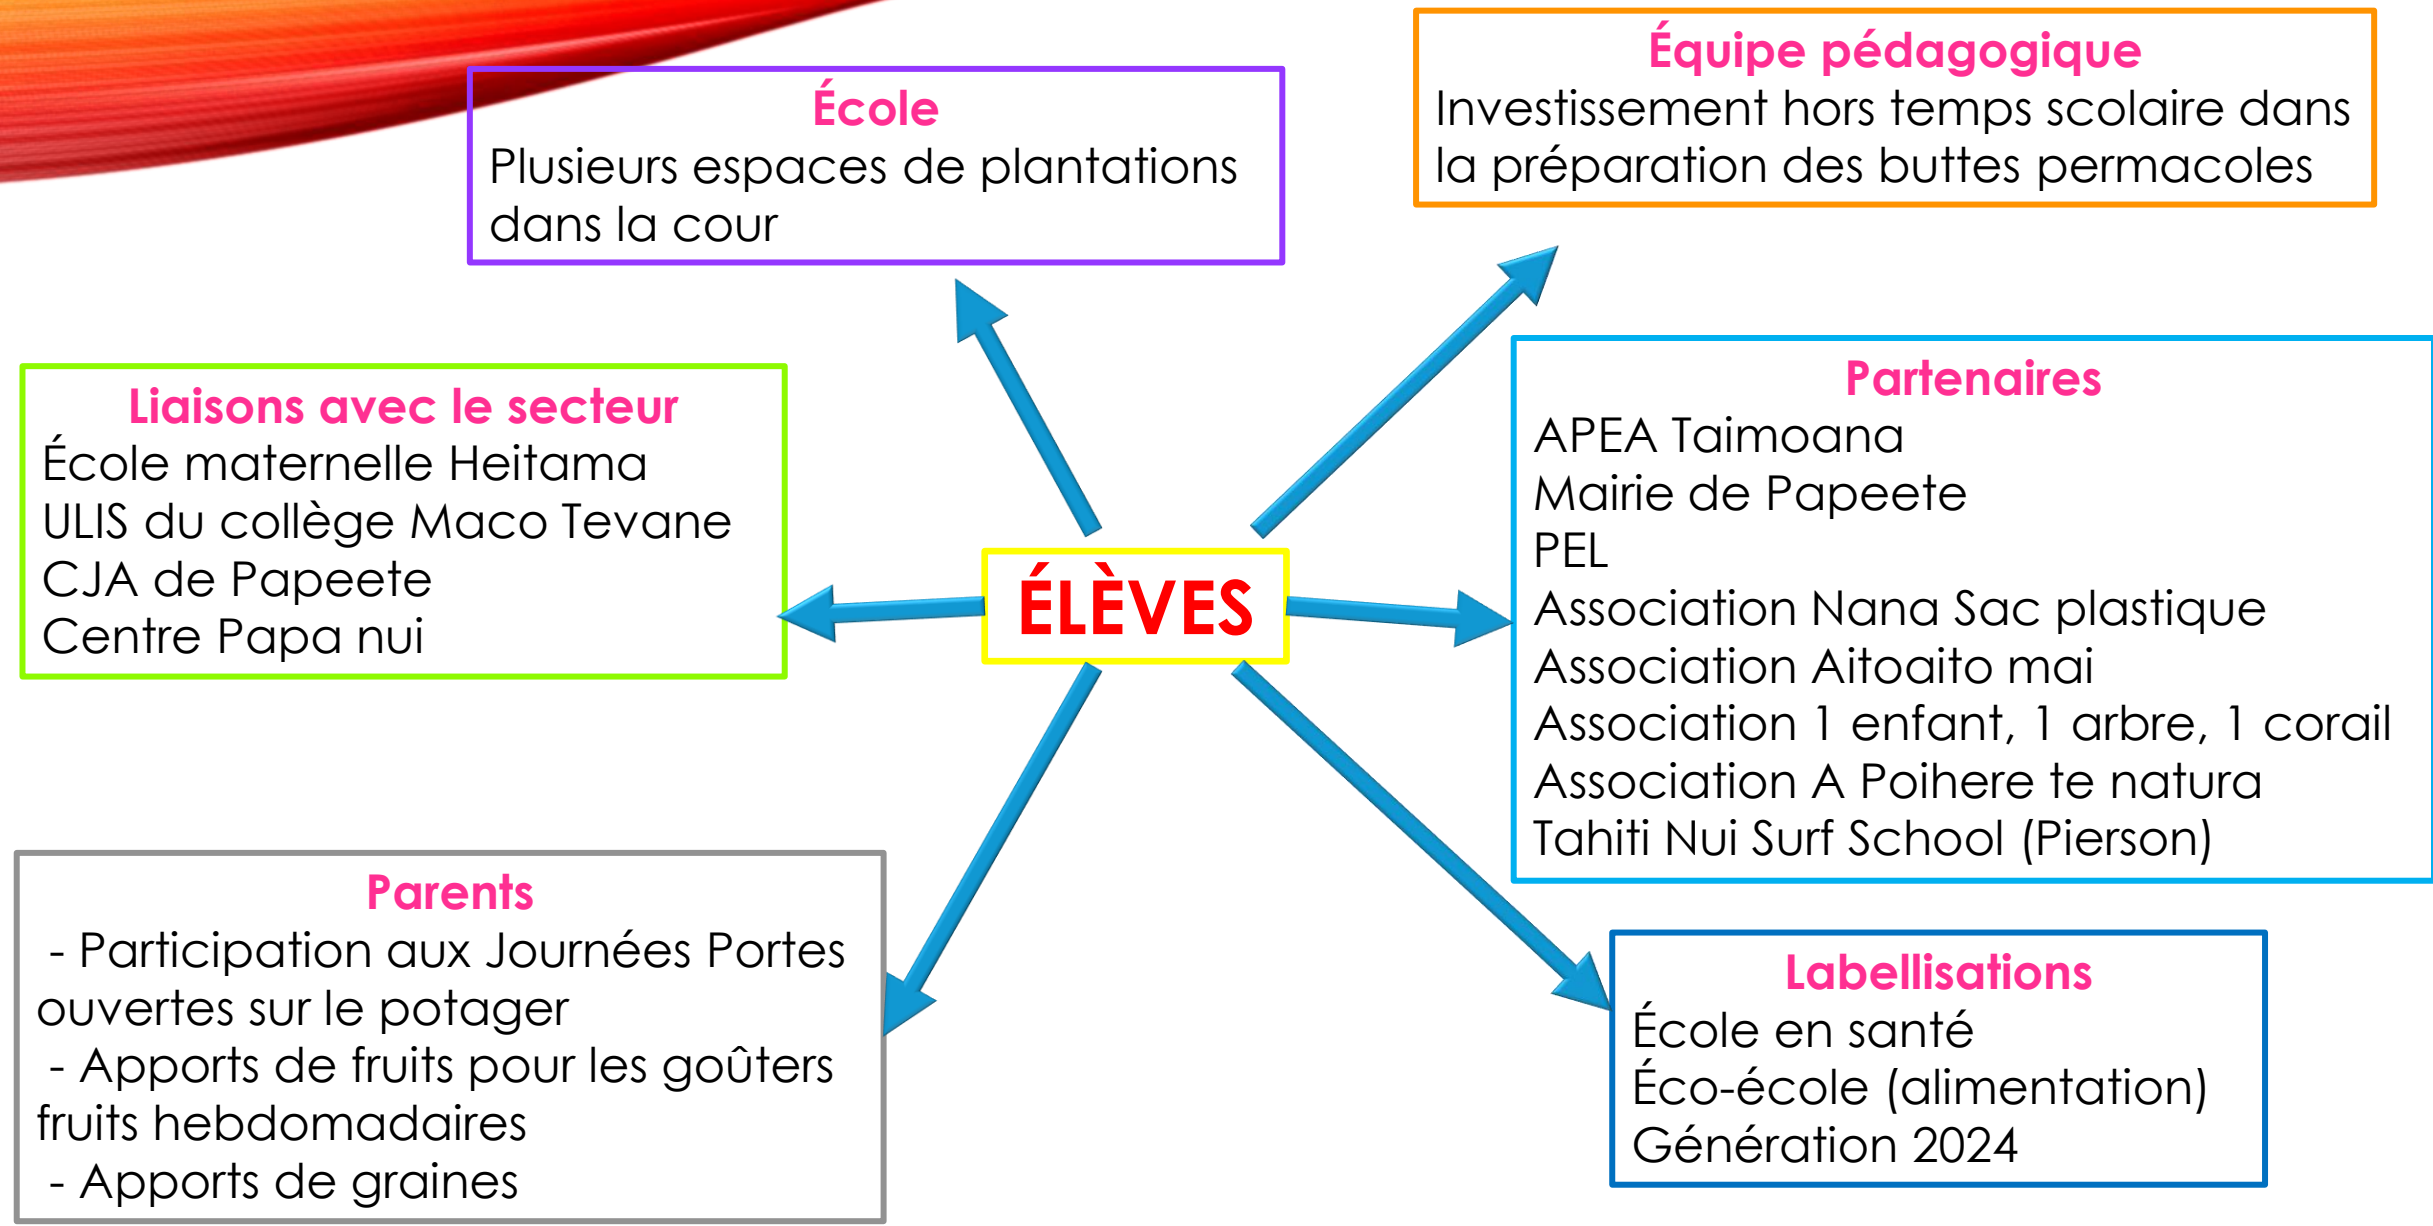 École
Plusieurs espaces de plantations
dans la cour
Équipe pédagogique
Investissement hors temps scolaire dans
la préparation des buttes permacoles
Liaisons avec le secteur
École maternelle Heitama
ULIS du collège Maco Tevane
CJA de Papeete
Centre Papa nui
ÉLÈVES
Partenaires
APEA Taimoana
Mairie de Papeete
PEL
Association Nana Sac plastique
Association Aitoaito mai
Association 1 enfant, 1 arbre, 1 corail
Association A Poihere te natura
Tahiti Nui Surf School (Pierson)
Parents
- Participation aux Journées Portes
ouvertes sur le potager
- Apports de fruits pour les goûters
fruits hebdomadaires
- Apports de graines
Labellisations
École en santé
Éco-école (alimentation)
Génération 2024